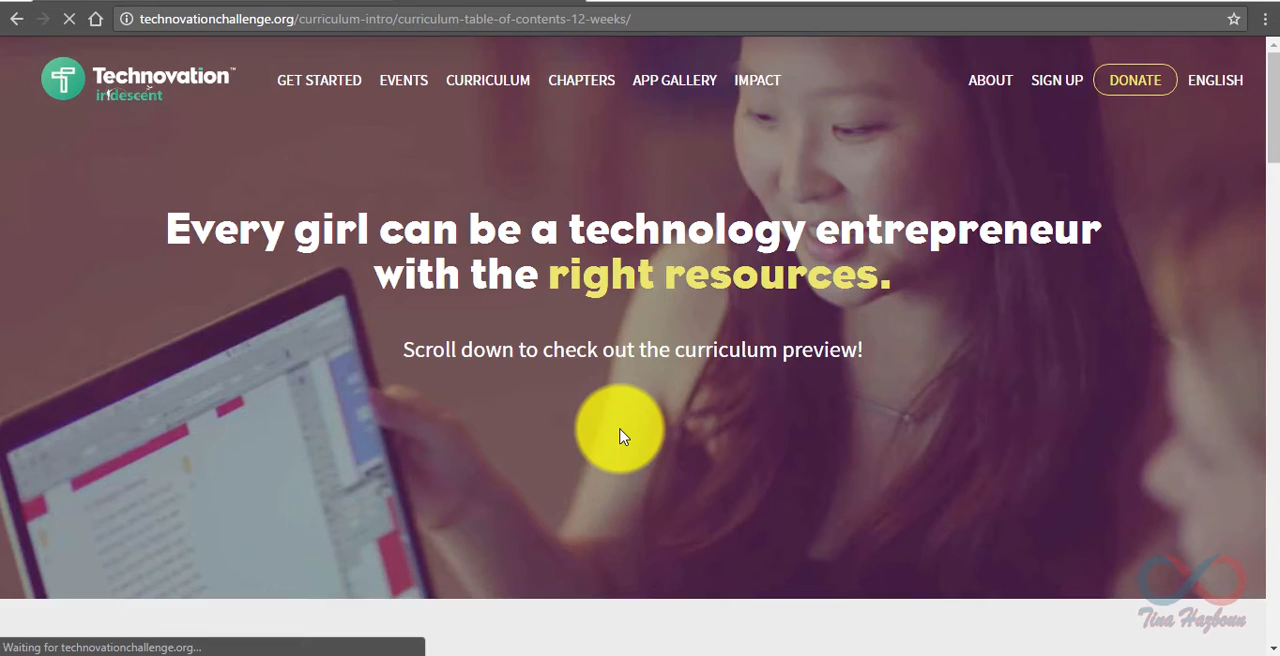 technovationchallenge.org/curriculum-intro/curriculum-table-of-contents-12-weeks/
Technovation™
iridescent
GET STARTED EVENTS CURRICULUM CHAPTERS APP GALLERY IMPACT ABOUT SIGN UP DONATE ENGLISH
Every girl can be a technology entrepreneur
with the right resources.
Scroll down to check out the curriculum preview!
Tina Hazboun
Waiting for technovationchallenge.org...